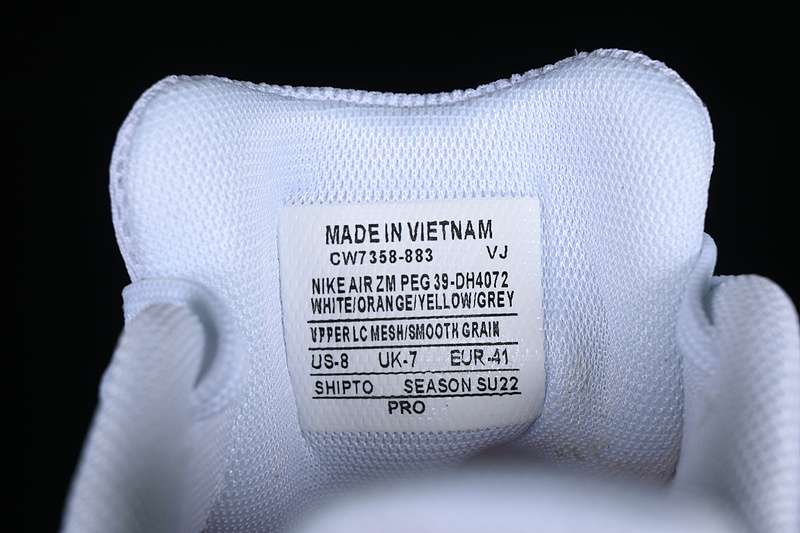 MADE IN VIETNAM
CW7358-883 VJ
NIKE AIR ZM PEG 39-DH4072
WHITE/ORANGE/YELLOW/GREY
VPPER LC MESH/SMOOTH GRAIN
US-8 UK-7 EUR-41
SHIPTO SEASON SU22
PRO